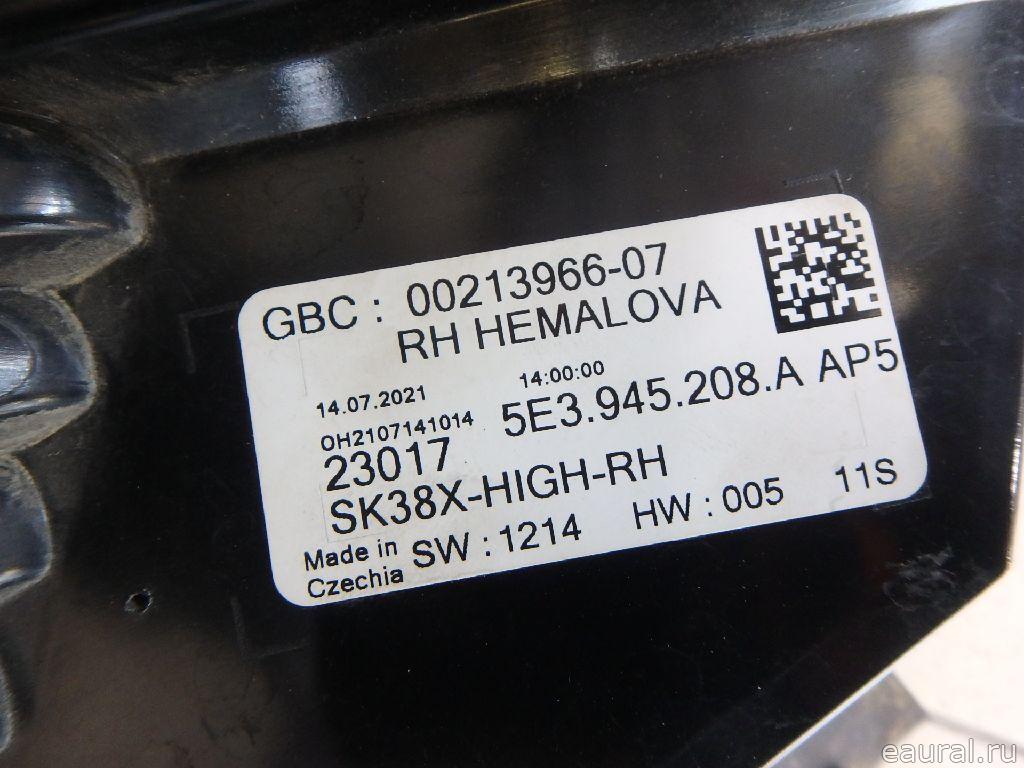 GBC : 00213966-07
RH HEMALOVA
14.07.2021 14:00:00
OH2107141014 5E3.945.208.A AP5
23017
SK38X-HIGH-RH
Made in Czechia SW : 1214 HW : 005 11S
eaural.ru